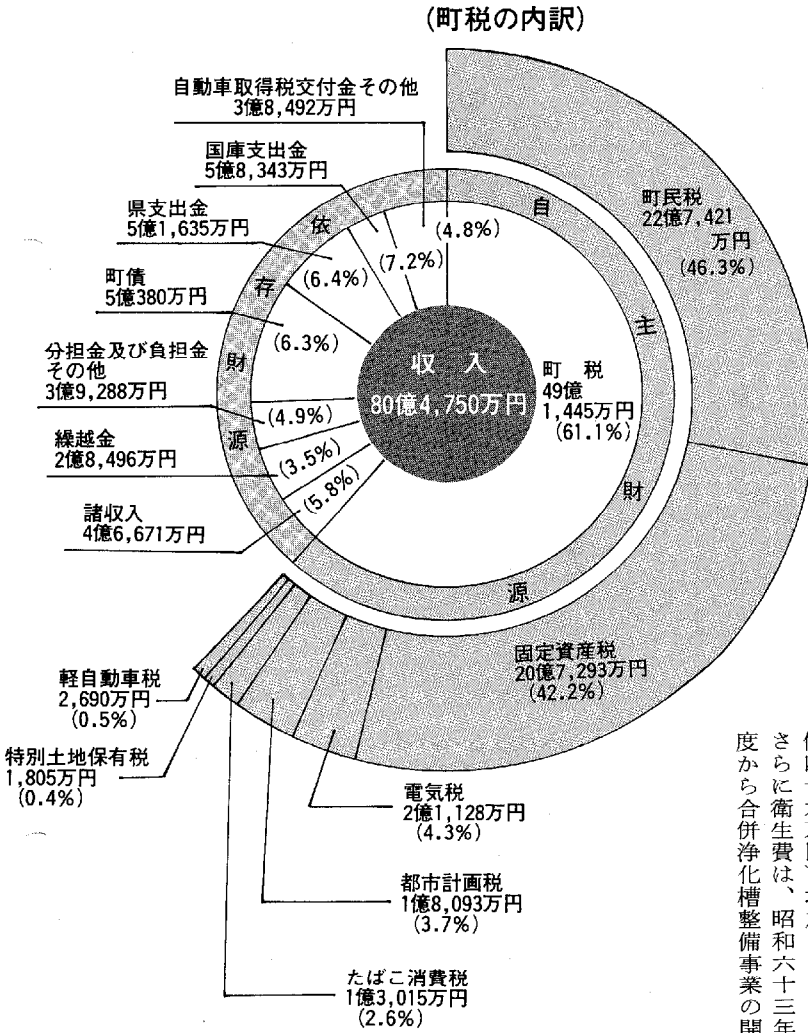 (町税の内訳)
自動車取得税交付金その他
3億8,492万円
国庫支出金
5億8,343万円
県支出金
5億1,635万円
町債
5億380万円
分担金及び負担金
その他
3億9,288万円
繰越金
2億8,496万円
諸収入
4億6,671万円
依存財源
自主財源
(4.8%)
(7.2%)
(6.4%)
(6.3%)
(4.9%)
(3.5%)
(5.8%)
収入
80億4,750万円
町税
49億
1,445万円
(61.1%)
町民税
22億7,421
万円
(46.3%)
固定資産税
20億7,293万円
(42.2%)
電気税
2億1,128万円
(4.3%)
都市計画税
1億8,093万円
(3.7%)
たばこ消費税
1億3,015万円
(2.6%)
特別土地保有税
1,805万円
(0.4%)
軽自動車税
2,690万円
(0.5%)
さらに衛生費は、昭和六十三年
度から合併浄化槽整備事業の開